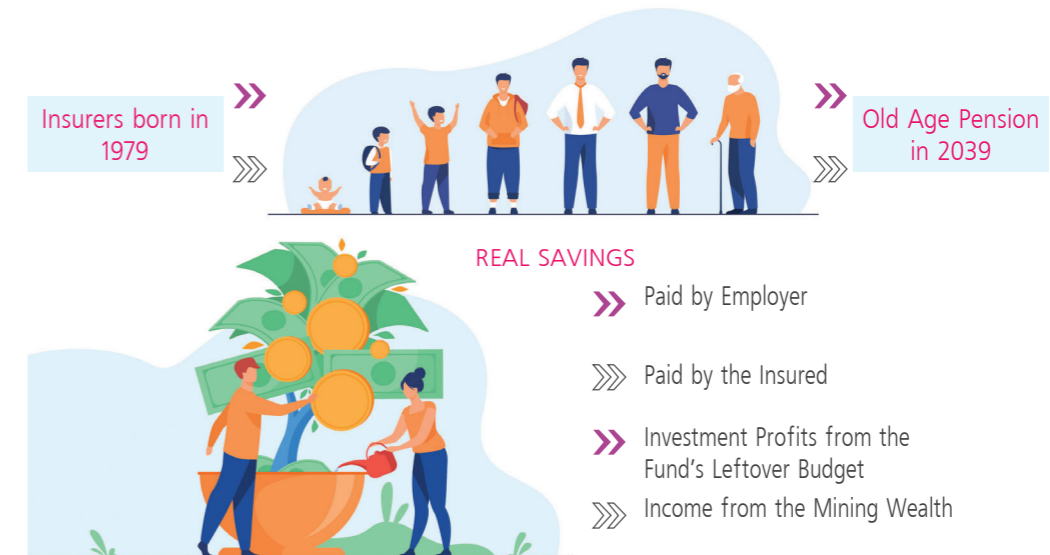 Insurers born in
1979
Old Age Pension
in 2039
REAL SAVINGS
Paid by Employer
Paid by the Insured
Investment Profits from the
Fund’s Leftover Budget
Income from the Mining Wealth